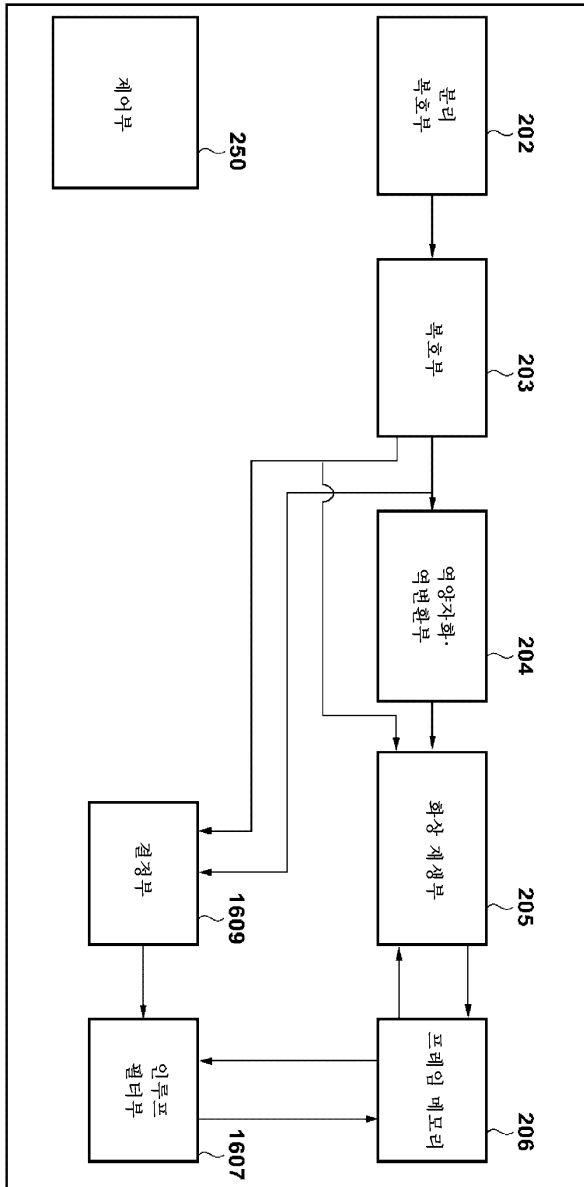 분리
복호부
202
복호부
203
역양자화·
역변환부
204
화상 재생부
205
프레임 메모리
206
제어부
250
결정부
1609
인루프
필터부
1607